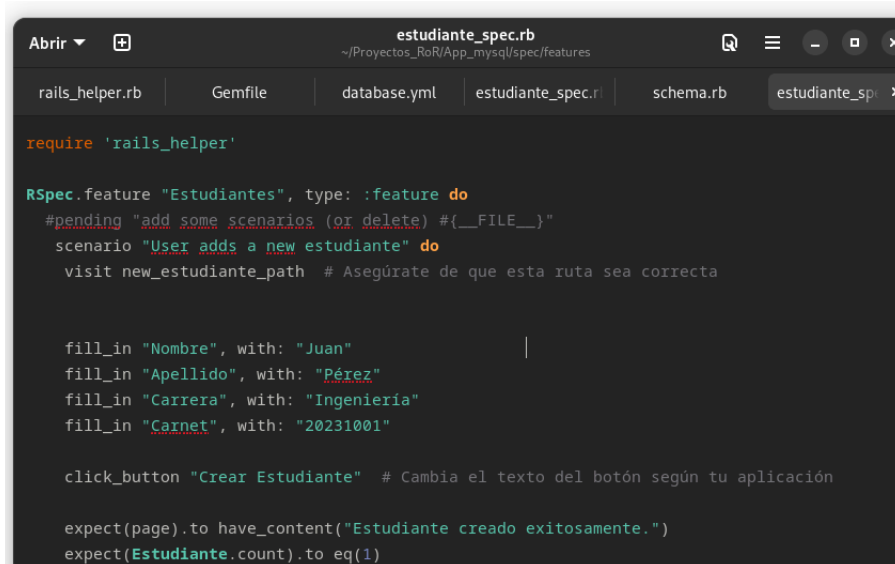 Abrir
estudiante_spec.rb
~/Proyectos_RoR/App_mysql/spec/features
rails_helper.rb Gemfile database.yml estudiante_spec.r schema.rb estudiante_spe
require 'rails_helper'
RSpec.feature "Estudiantes", type: :feature do
#pending "add some scenarios (or delete) #{__FILE__}"
scenario "User adds a new estudiante" do
visit new_estudiante_path # Asegúrate de que esta ruta sea correcta
fill_in "Nombre", with: "Juan"
fill_in "Apellido", with: "Pérez"
fill_in "Carrera", with: "Ingeniería"
fill_in "Carnet", with: "20231001"
click_button "Crear Estudiante" # Cambia el texto del botón según tu aplicación
expect(page).to have_content("Estudiante creado exitosamente.")
expect(Estudiante.count).to eq(1)